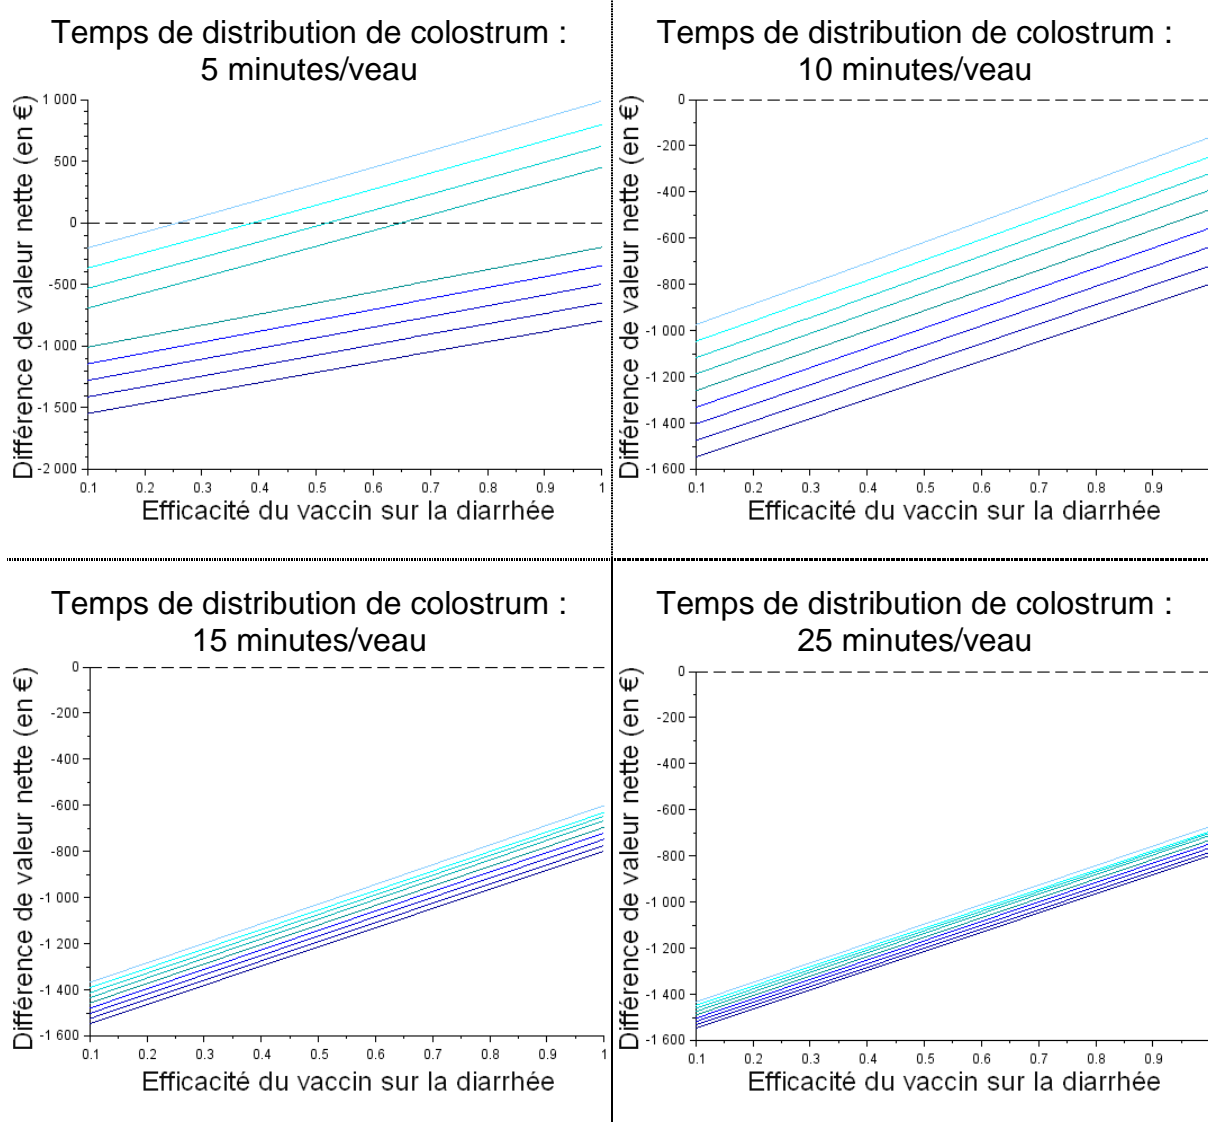 Temps de distribution de colostrum :
5 minutes/veau
Différence de valeur nette (en €)
1 000
500
0
-500
-1 000
-1 500
-2 000
0.1 0.2 0.3 0.4 0.5 0.6 0.7 0.8 0.9 1
Efficacité du vaccin sur la diarrhée
Temps de distribution de colostrum :
10 minutes/veau
Différence de valeur nette (en €)
0
-200
-400
-600
-800
-1 000
-1 200
-1 400
-1 600
0.1 0.2 0.3 0.4 0.5 0.6 0.7 0.8 0.9
Efficacité du vaccin sur la diarrhée
Temps de distribution de colostrum :
15 minutes/veau
Différence de valeur nette (en €)
0
-200
-400
-600
-800
-1 000
-1 200
-1 400
-1 600
0.1 0.2 0.3 0.4 0.5 0.6 0.7 0.8 0.9 1
Efficacité du vaccin sur la diarrhée
Temps de distribution de colostrum :
25 minutes/veau
Différence de valeur nette (en €)
0
-200
-400
-600
-800
-1 000
-1 200
-1 400
-1 600
0.1 0.2 0.3 0.4 0.5 0.6 0.7 0.8 0.9
Efficacité du vaccin sur la diarrhée